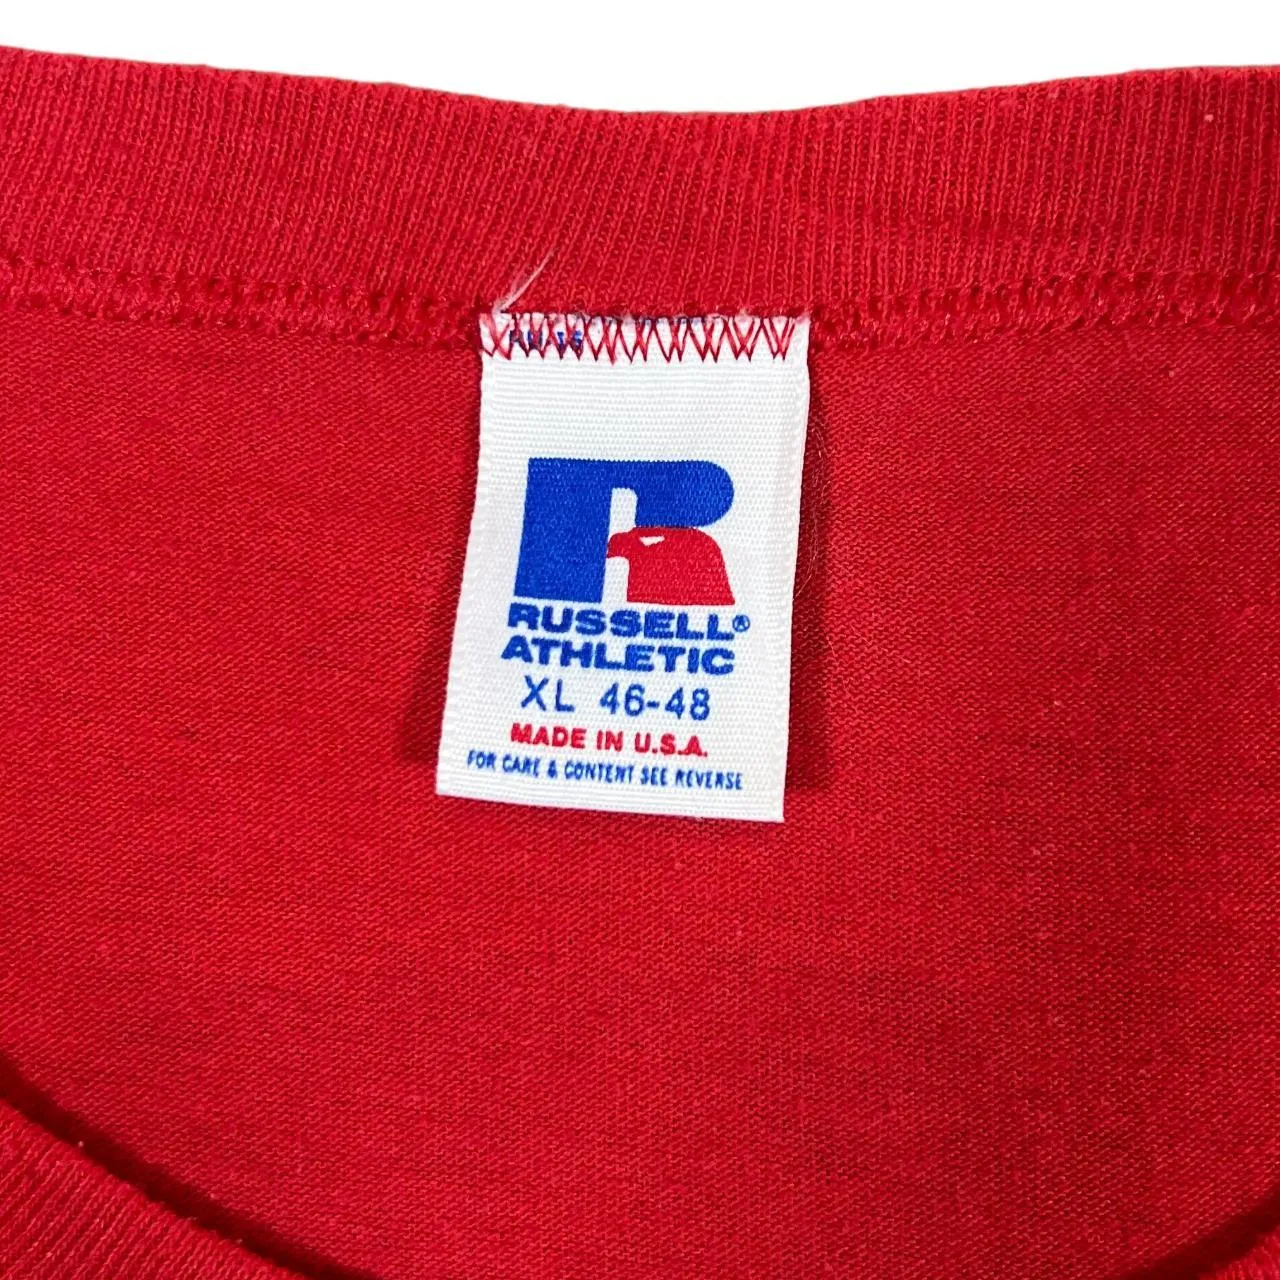 RUSSELL®
ATHLETIC
XL 46-48
MADE IN U.S.A.
FOR CARE & CONTENT SEE REVERSE